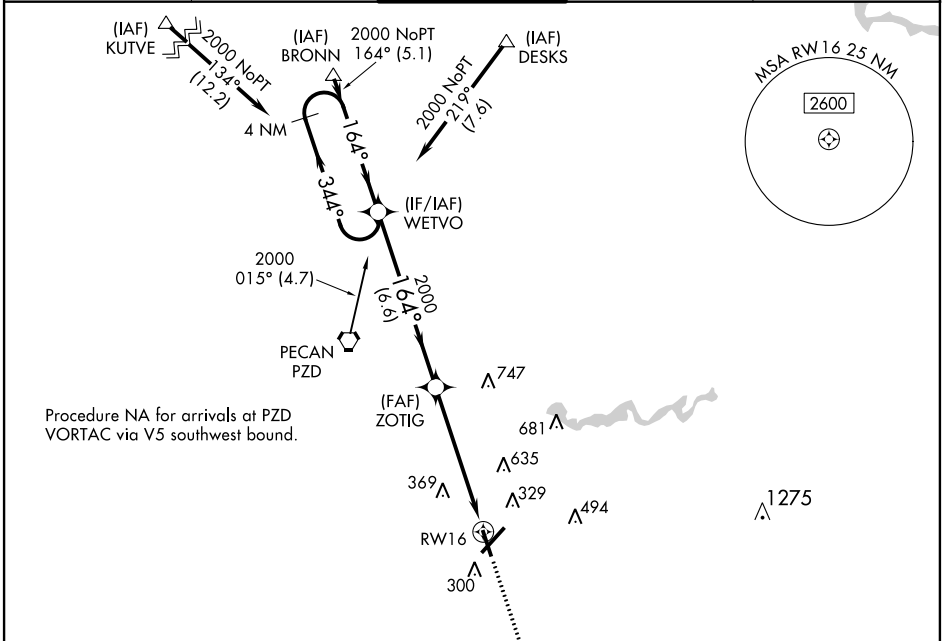 (IAF)
KUTVE
2000 NoPT
134°
(12.2)
(IAF)
BRONN
2000 NoPT
164° (5.1)
(IAF)
DESKS
2000 NoPT
219°
(7.6)
MSA RW16 25 NM
2600
4 NM
164°
344°
(IF/IAF)
WETVO
2000
015° (4.7)
2000
164°
(6.6)
PECAN
PZD
(FAF)
ZOTIG
747
Procedure NA for arrivals at PZD
VORTAC via V5 southwest bound.
681
635
369
329
494
1275
RW16
300